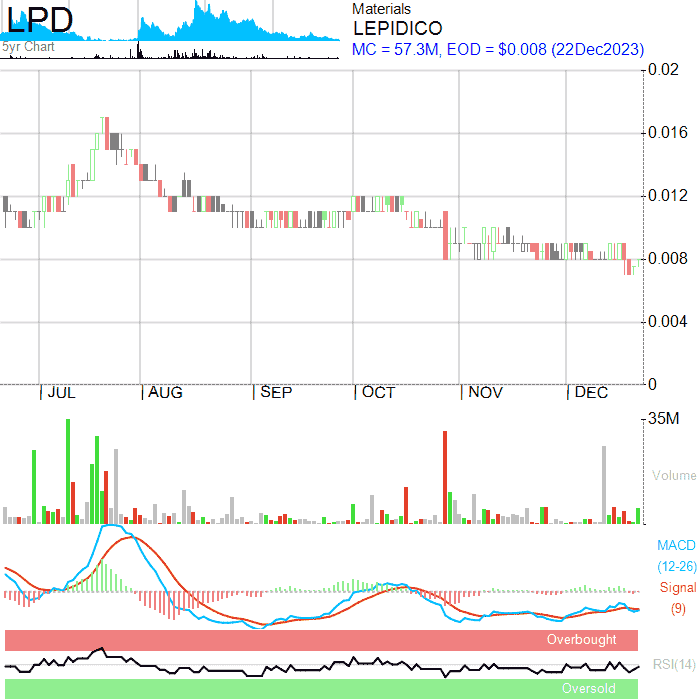 LPD
5yr Chart
Materials
LEPIDICO
MC = 57.3M, EOD = $0.008 (22Dec2023)
0.02
0.016
0.012
0.008
0.004
0
JUL AUG SEP OCT NOV DEC
35M
Volume
MACD
(12-26)
Signal
(9)
Overbought
RSI(14)
Oversold